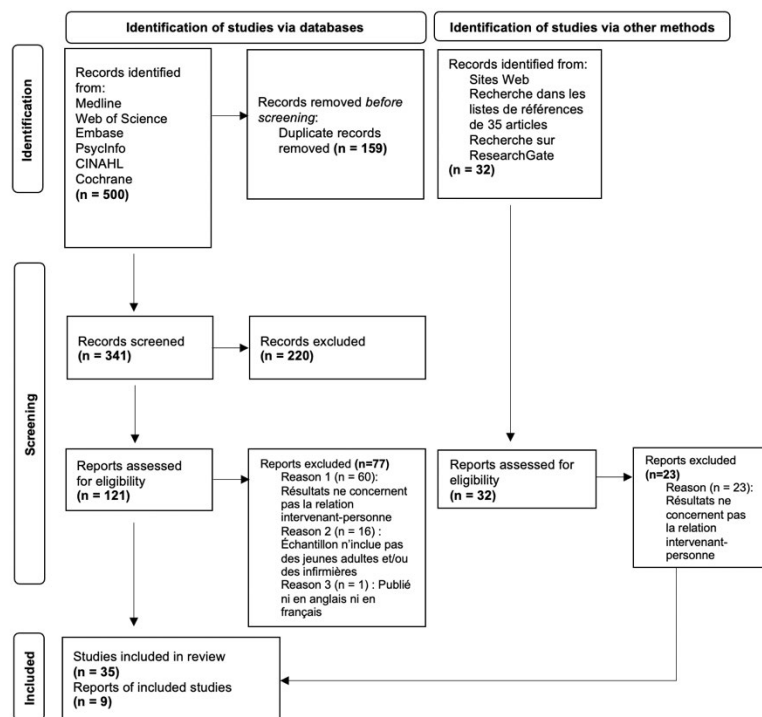 Identification of studies via databases
Identification of studies via other methods
Identification
Records identified
from:
Medline
Web of Science
Embase
PsycInfo
CINAHL
Cochrane
(n = 500)
Records removed before
screening:
Duplicate records
removed (n = 159)
Records identified from:
Sites Web
Recherche dans les
listes de références
de 35 articles
Recherche sur
ResearchGate
(n = 32)
Screening
Records screened
(n = 341)
Records excluded
(n = 220)
Reports assessed
for eligibility
(n = 121)
Reports excluded (n=77)
Reason 1 (n = 60):
Résultats ne concernent
pas la relation
intervenant-personne
Reason 2 (n = 16) :
Échantillon n'inclue pas
des jeunes adultes et/ou
des infirmières
Reason 3 (n = 1) : Publié
ni en anglais ni en
français
Reports assessed for
eligibility
(n = 32)
Reports excluded
(n=23)
Reason (n = 23):
Résultats ne
concernent pas
la relation
intervenant-
personne
Included
Studies included in review
(n = 35)
Reports of included studies
(n = 9)